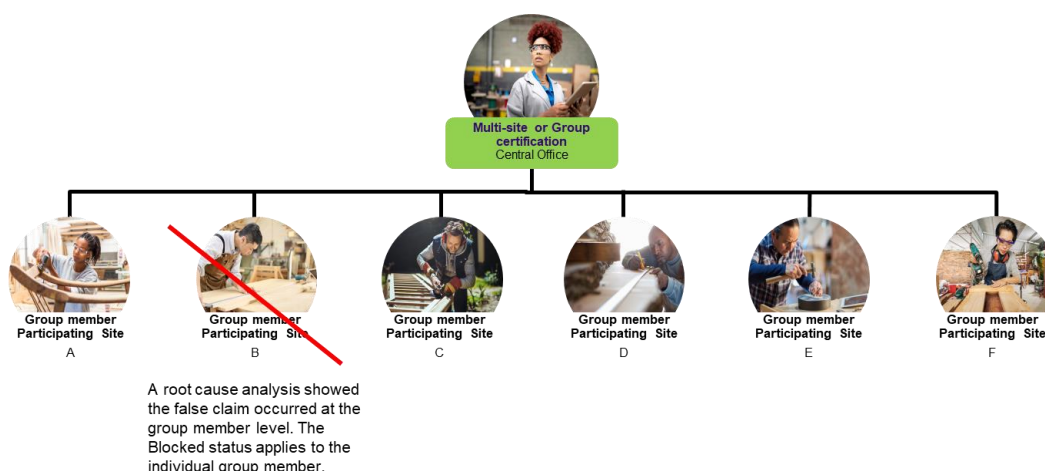 Multi-site or Group
certification
Central Office
Group member
Participating Site
A
Group member
Participating Site
B
Group member
Participating Site
C
Group member
Participating Site
D
Group member
Participating Site
E
Group member
Participating Site
F
A root cause analysis showed
the false claim occurred at the
group member level. The
Blocked status applies to the
individual group member.